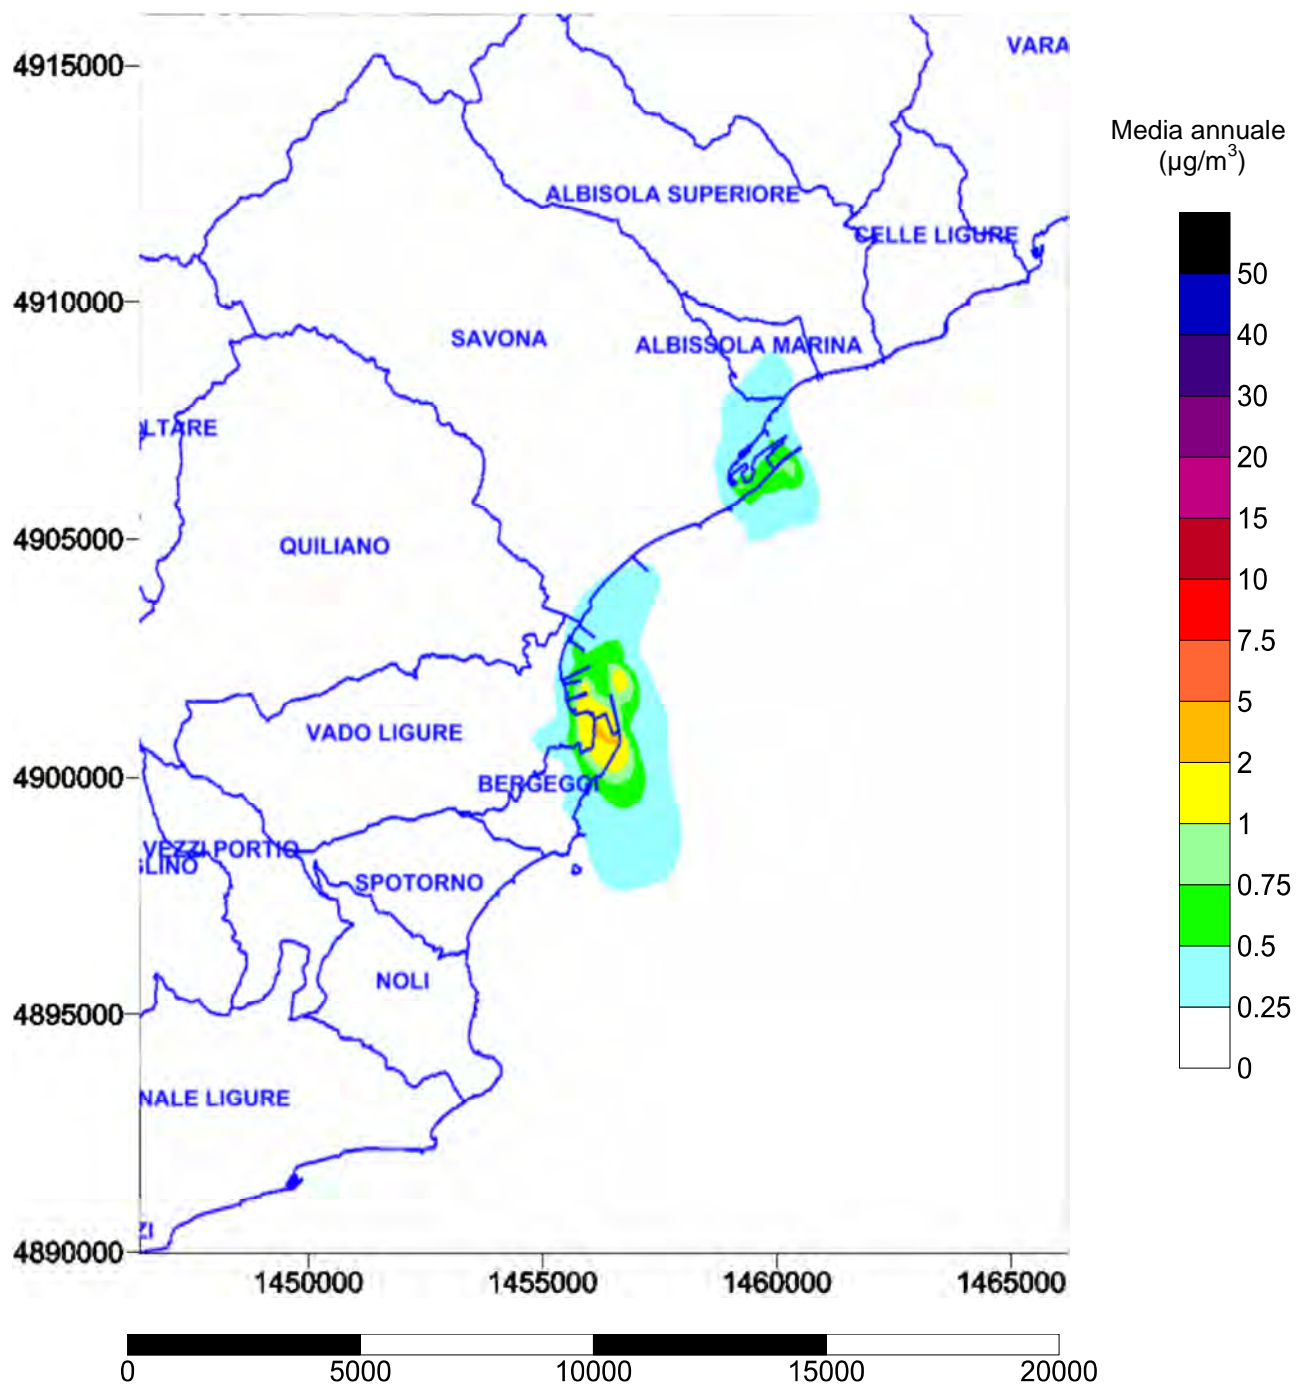 4915000
VARA
Media annuale
(µg/m³)
ALBISOLA SUPERIORE
CELLE LIGURE
50
4910000
40
SAVONA
ALBISSOLA MARINA
30
LTARE
20
15
4905000
QUILIANO
10
7.5
5
VADO LIGURE
2
4900000
BERGEGGI
1
VEZZI PORTIO
GLINO
SPOTORNO
0.75
0.5
NOLI
0.25
4895000
0
NALE LIGURE
ZI
4890000
1450000 1455000 1460000 1465000
0 5000 10000 15000 20000